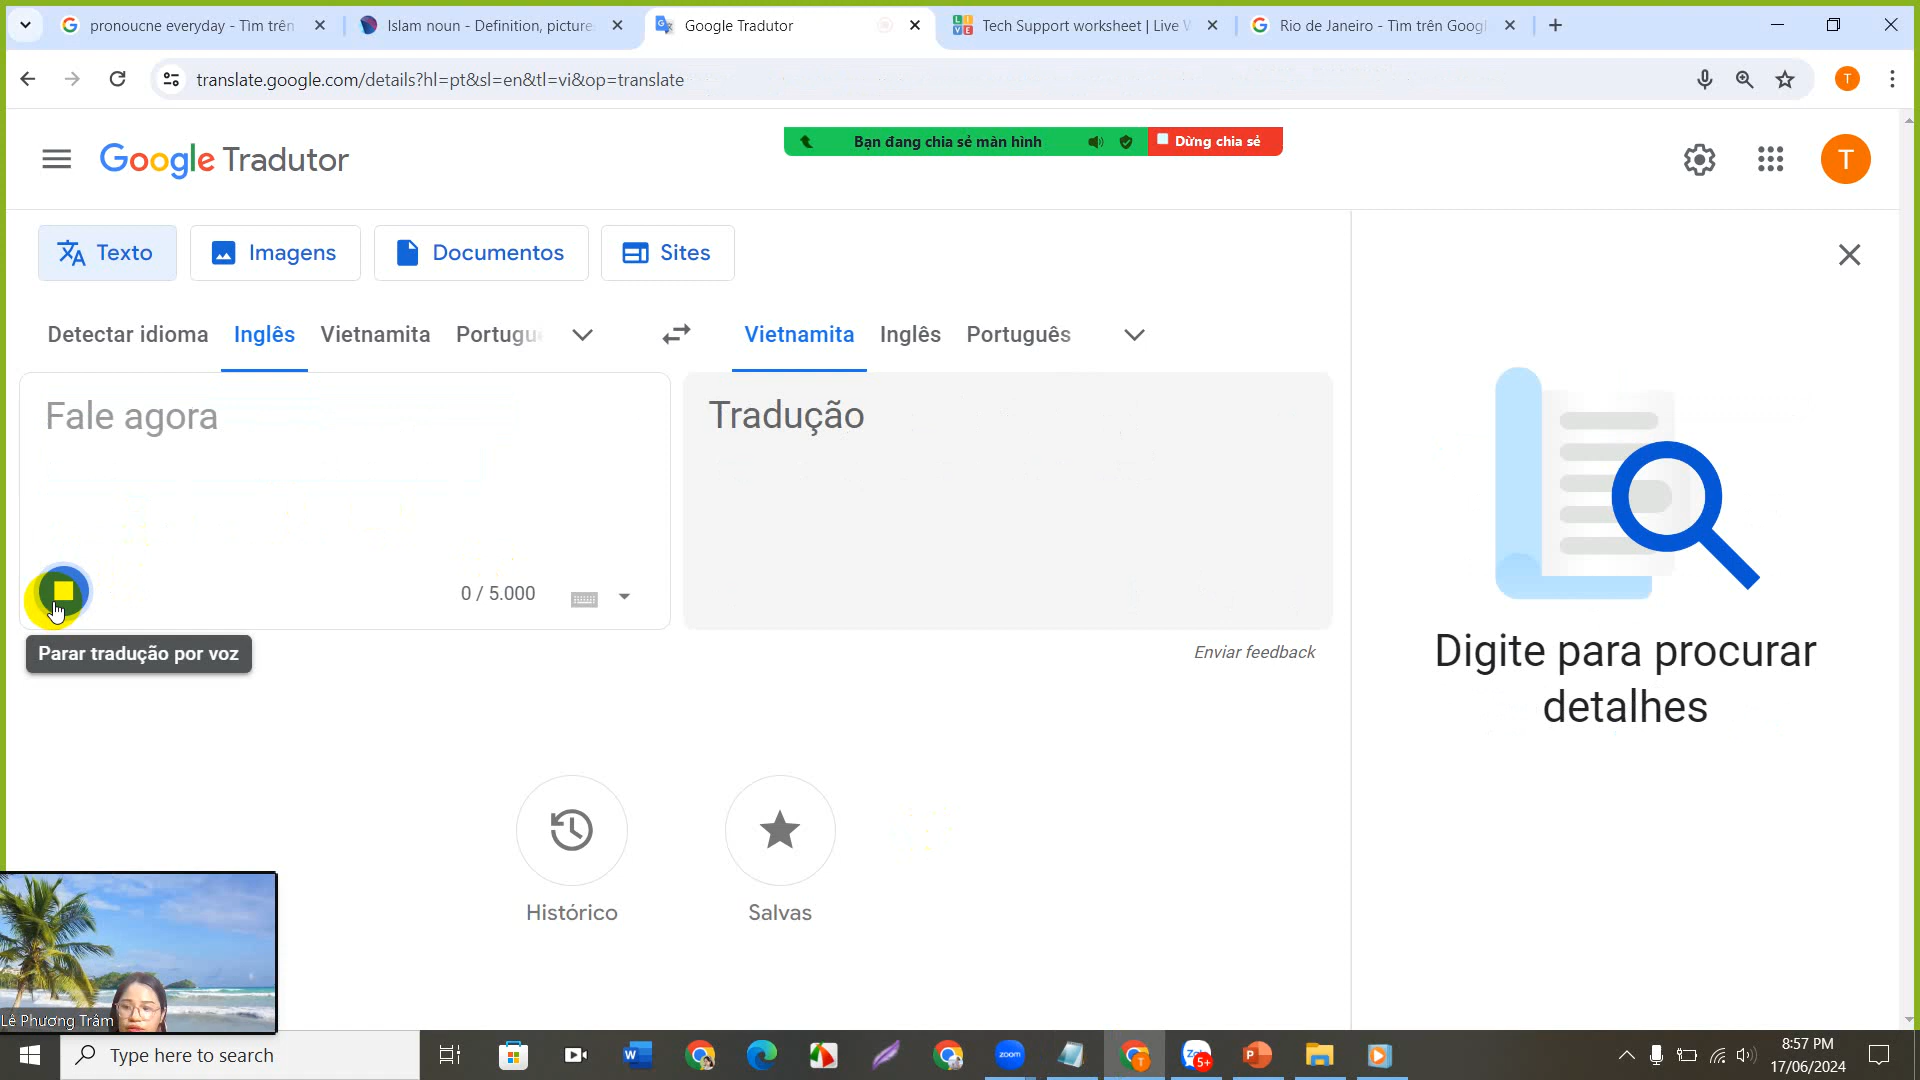 pronoucne everyday - Tìm trên
Islam noun - Definition, picture
Google Tradutor
Tech Support worksheet | Live W
Rio de Janeiro - Tìm trên Googl
translate.google.com/details?hl=pt&sl=en&tl=vi&op=translate
T
Google Tradutor
Bạn đang chia sẻ màn hình
Dừng chia sẻ
T
Texto
Imagens
Documentos
Sites
Detectar idioma
Inglês
Vietnamita
Portugu
Vietnamita
Inglês
Português
Fale agora
Tradução
0 / 5.000
Parar tradução por voz
Enviar feedback
Digite para procurar
detalhes
Histórico
Salvas
Lê Phương Trâm
Type here to search
zoom
T
5+
8:57 PM
17/06/2024